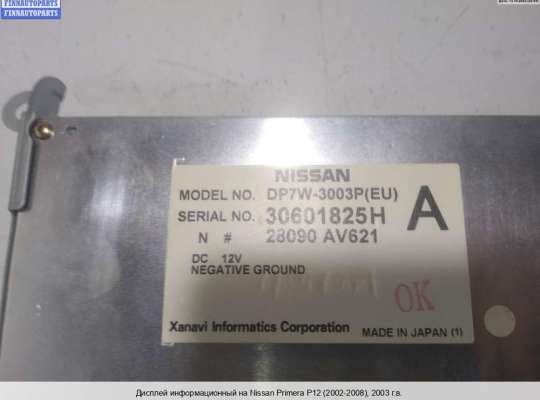 FINNAUTOPARTS
FINNAUTOPARTS
NISSAN
MODEL NO. DP7W-3003P(EU)
SERIAL NO. 30601825H
A
N # 28090 AV621
DC 12V
NEGATIVE GROUND
OK
Xanavi Informatics Corporation
MADE IN JAPAN (1)
Дисплей информационный на Nissan Primera P12 (2002-2008), 2003 г.в.